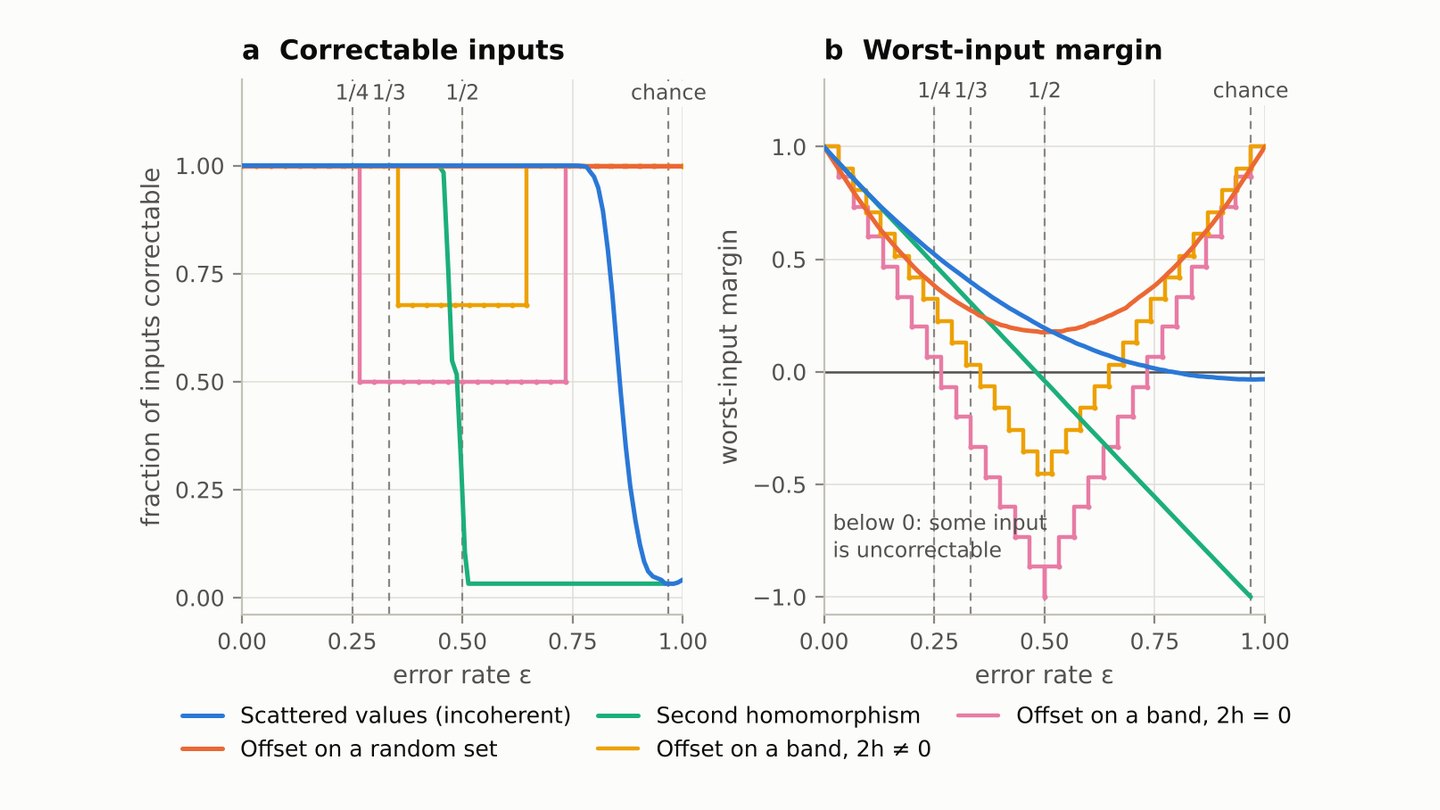 a Correctable inputs
1/4 1/3 1/2 chance
1.00
0.75
0.50
0.25
0.00
fraction of inputs correctable
0.00 0.25 0.50 0.75 1.00
error rate ε
b Worst-input margin
1/4 1/3 1/2 chance
1.0
0.5
0.0
−0.5
−1.0
worst-input margin
below 0: some input
is uncorrectable
0.00 0.25 0.50 0.75 1.00
error rate ε
Scattered values (incoherent) Second homomorphism Offset on a band, 2h = 0
Offset on a random set Offset on a band, 2h ≠ 0